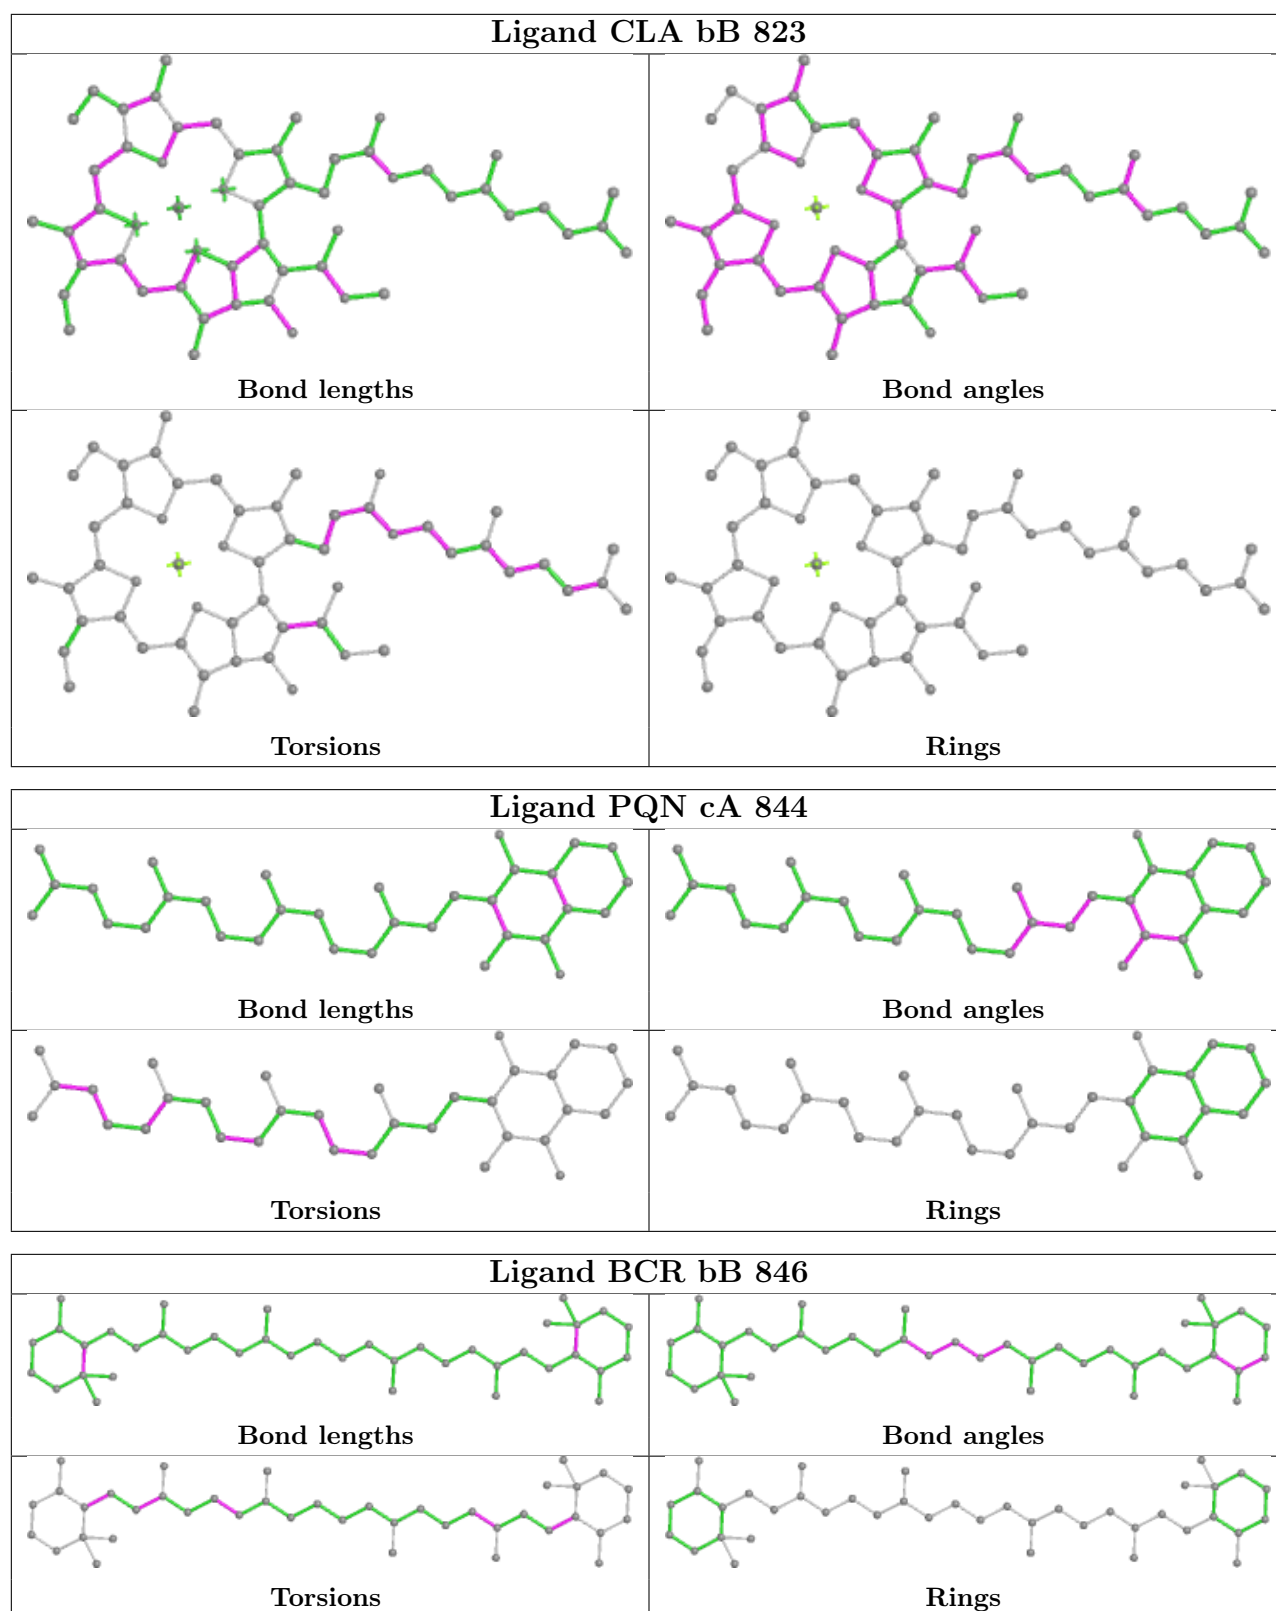 Ligand CLA bB 823
Bond lengths
Bond angles
Torsions
Rings
Ligand PQN cA 844
Bond lengths
Bond angles
Torsions
Rings
Ligand BCR bB 846
Bond lengths
Bond angles
Torsions
Rings